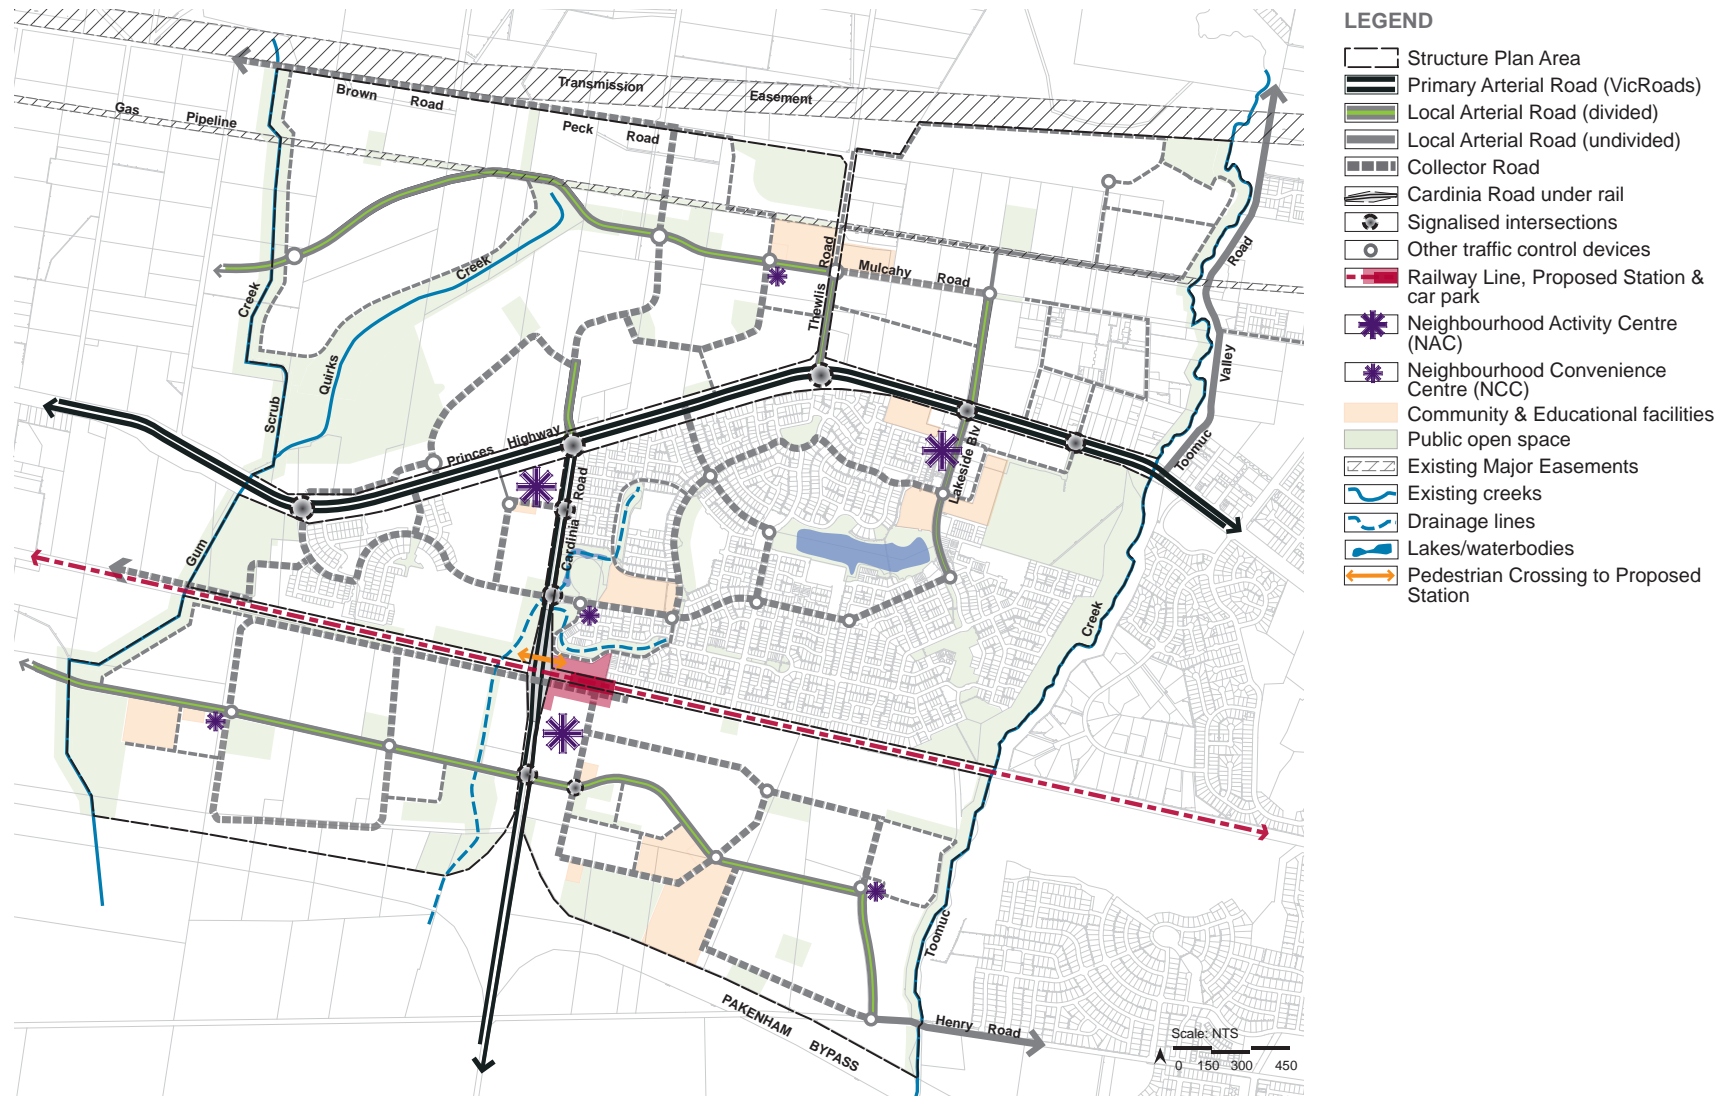 LEGEND
Structure Plan Area
Primary Arterial Road (VicRoads)
Local Arterial Road (divided)
Local Arterial Road (undivided)
Collector Road
Cardinia Road under rail
Signalised intersections
Other traffic control devices
Railway Line, Proposed Station &
car park
Neighbourhood Activity Centre
(NAC)
Neighbourhood Convenience
Centre (NCC)
Community & Educational facilities
Public open space
Existing Major Easements
Existing creeks
Drainage lines
Lakes/waterbodies
Pedestrian Crossing to Proposed
Station
Transmission Easement
Brown Road
Gas Pipeline
Peck Road
Creek
Mulcahy Road
Thewlis Road
Road
Valley
Creek
Quirks
Scrub
Princes Highway
Toomuc
Lakeside Blv
Cardinia Road
Gum
Creek
Toomuc
PAKENHAM BYPASS
Henry Road
Scale: NTS
0 150 300 450